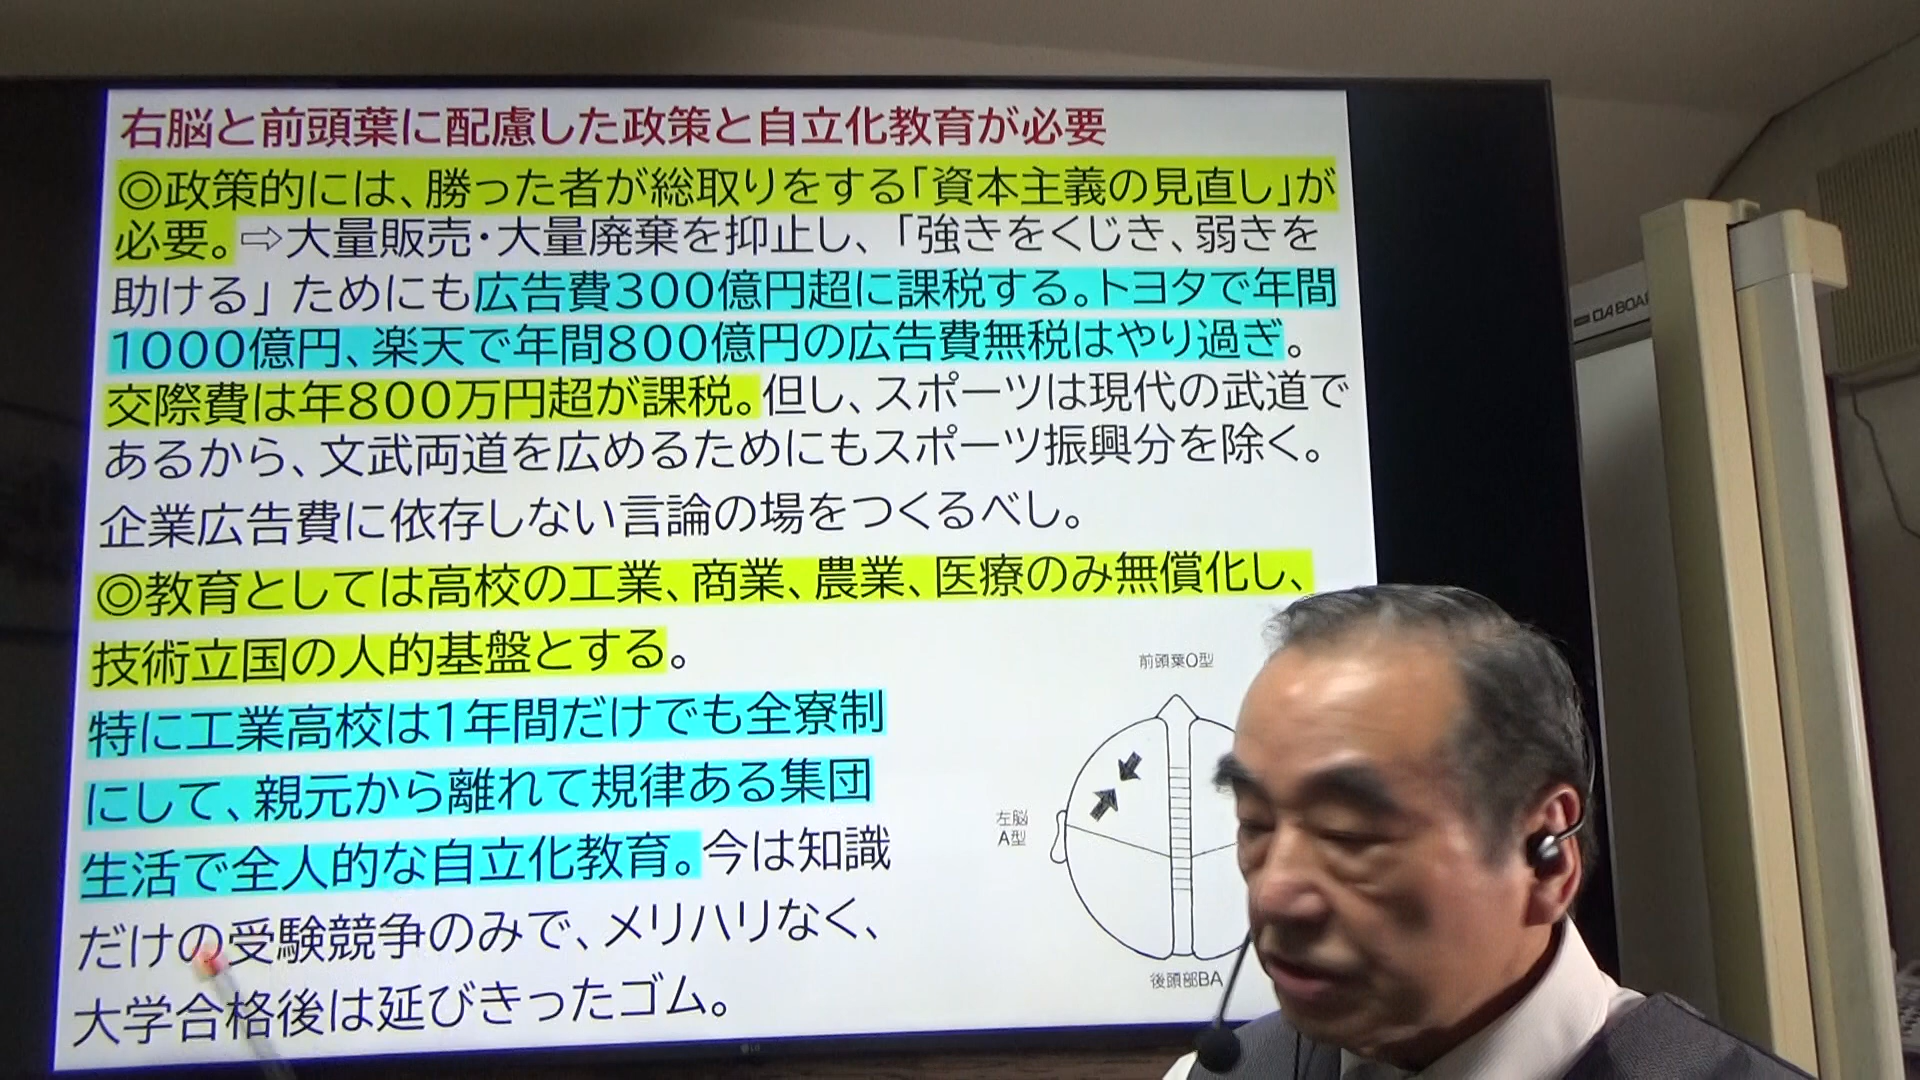 右脳と前頭葉に配慮した政策と自立化教育が必要
◎政策的には、勝った者が総取りをする「資本主義の見直し」が
必要。⇨大量販売・大量廃棄を抑止し、「強きをくじき、弱きを
助ける」ためにも広告費300億円超に課税する。トヨタで年間
1000億円、楽天で年間800億円の広告費無税はやり過ぎ。
交際費は年800万円超が課税。但し、スポーツは現代の武道で
あるから、文武両道を広めるためにもスポーツ振興分を除く。
企業広告費に依存しない言論の場をつくるべし。
◎教育としては高校の工業、商業、農業、医療のみ無償化し、
技術立国の人的基盤とする。
特に工業高校は1年間だけでも全寮制
にして、親元から離れて規律ある集団
生活で全人的な自立化教育。今は知識
だけの受験競争のみで、メリハリなく、
大学合格後は延びきったゴム。
前頭葉O型
左脳
A型
後頭部BA
LG